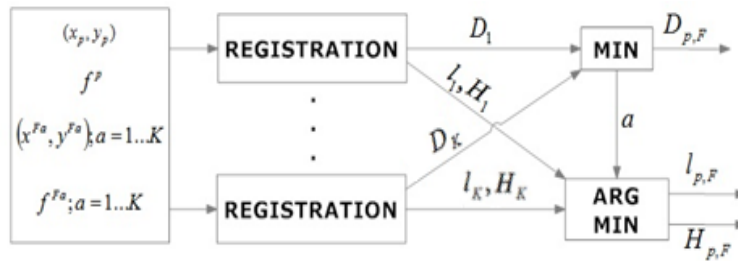 (x_p, y_p)
f^p
(x^{Fa}, y^{Fa}); a = 1...K
f^{Fa}; a = 1...K
REGISTRATION
REGISTRATION
D_1
l_1, H_1
D_K
l_K, H_K
MIN
D_{p,F}
a
ARG
MIN
l_{p,F}
H_{p,F}